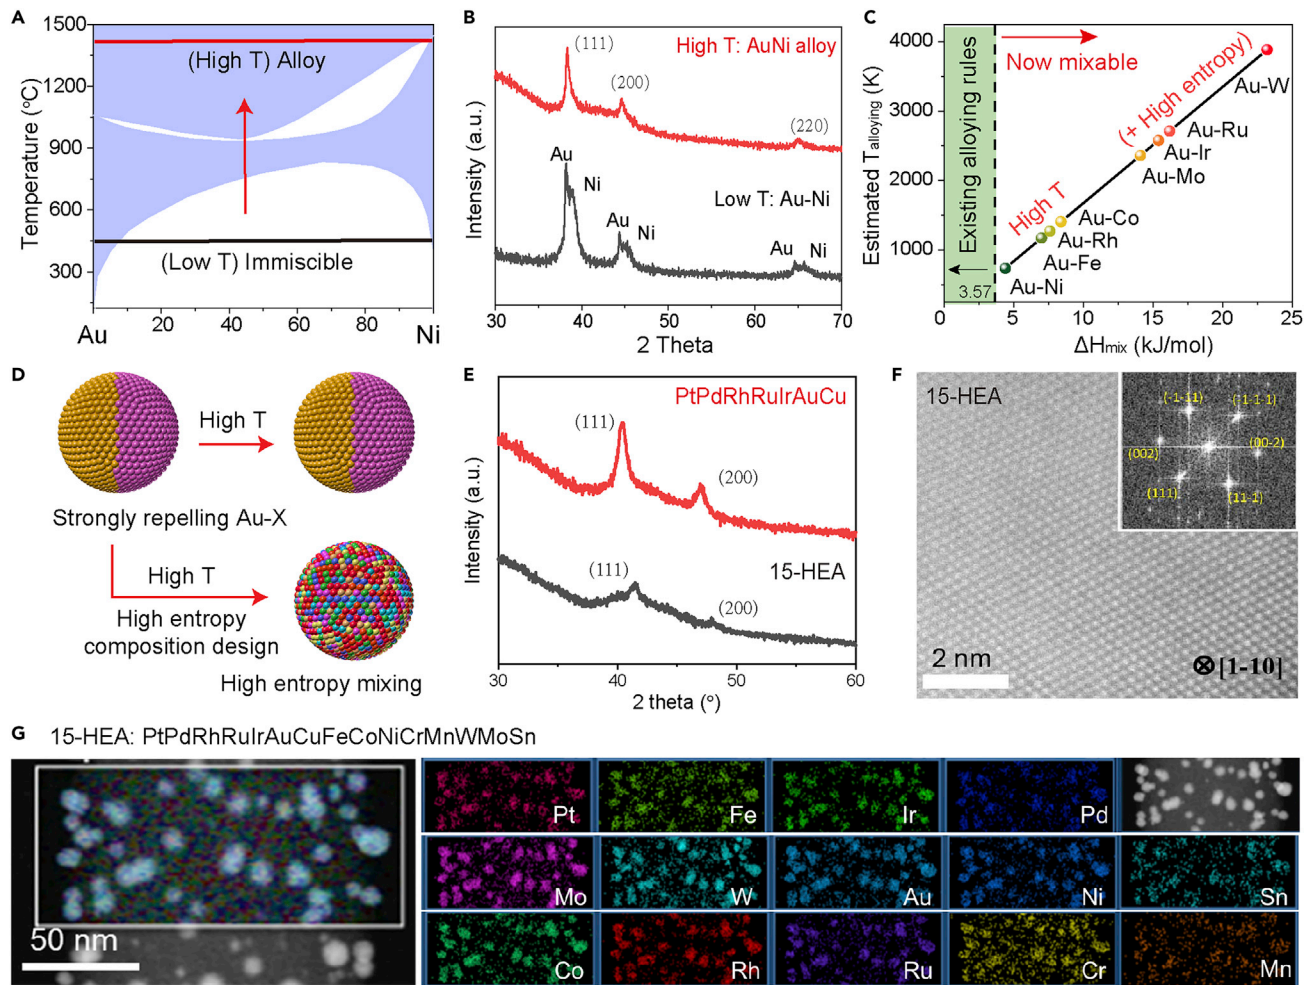 A
1500
1200
900
600
300
Temperature (°C)
(High T) Alloy
(Low T) Immiscible
Au 20 40 60 80 Ni
B
High T: AuNi alloy
(111)
(200)
(220)
Au
Ni
Au
Ni
Low T: Au-Ni
Au
Ni
Intensity (a.u.)
30 40 50 60 70
2 Theta
C
4000
3000
2000
1000
Estimated T_alloying (K)
Existing alloying rules
3.57
Now mixable
(+ High entropy)
High T
Au-W
Au-Ru
Au-Ir
Au-Mo
Au-Co
Au-Rh
Au-Fe
Au-Ni
0 5 10 15 20 25
ΔHmix (kJ/mol)
D
High T
Strongly repelling Au-X
High T
High entropy
composition design
High entropy mixing
E
PtPdRhRuIrAuCu
(111)
(200)
15-HEA
(111)
(200)
Intensity (a.u.)
30 40 50 60
2 theta (°)
F
15-HEA
(-1-11)
(-1-1-1)
(002)
(00-2)
(111)
(11-1)
2 nm
⊗[1-10]
G 15-HEA: PtPdRhRuIrAuCuFeCoNiCrMnWMoSn
50 nm
Pt Fe Ir Pd
Mo W Au Ni Sn
Co Rh Ru Cr Mn